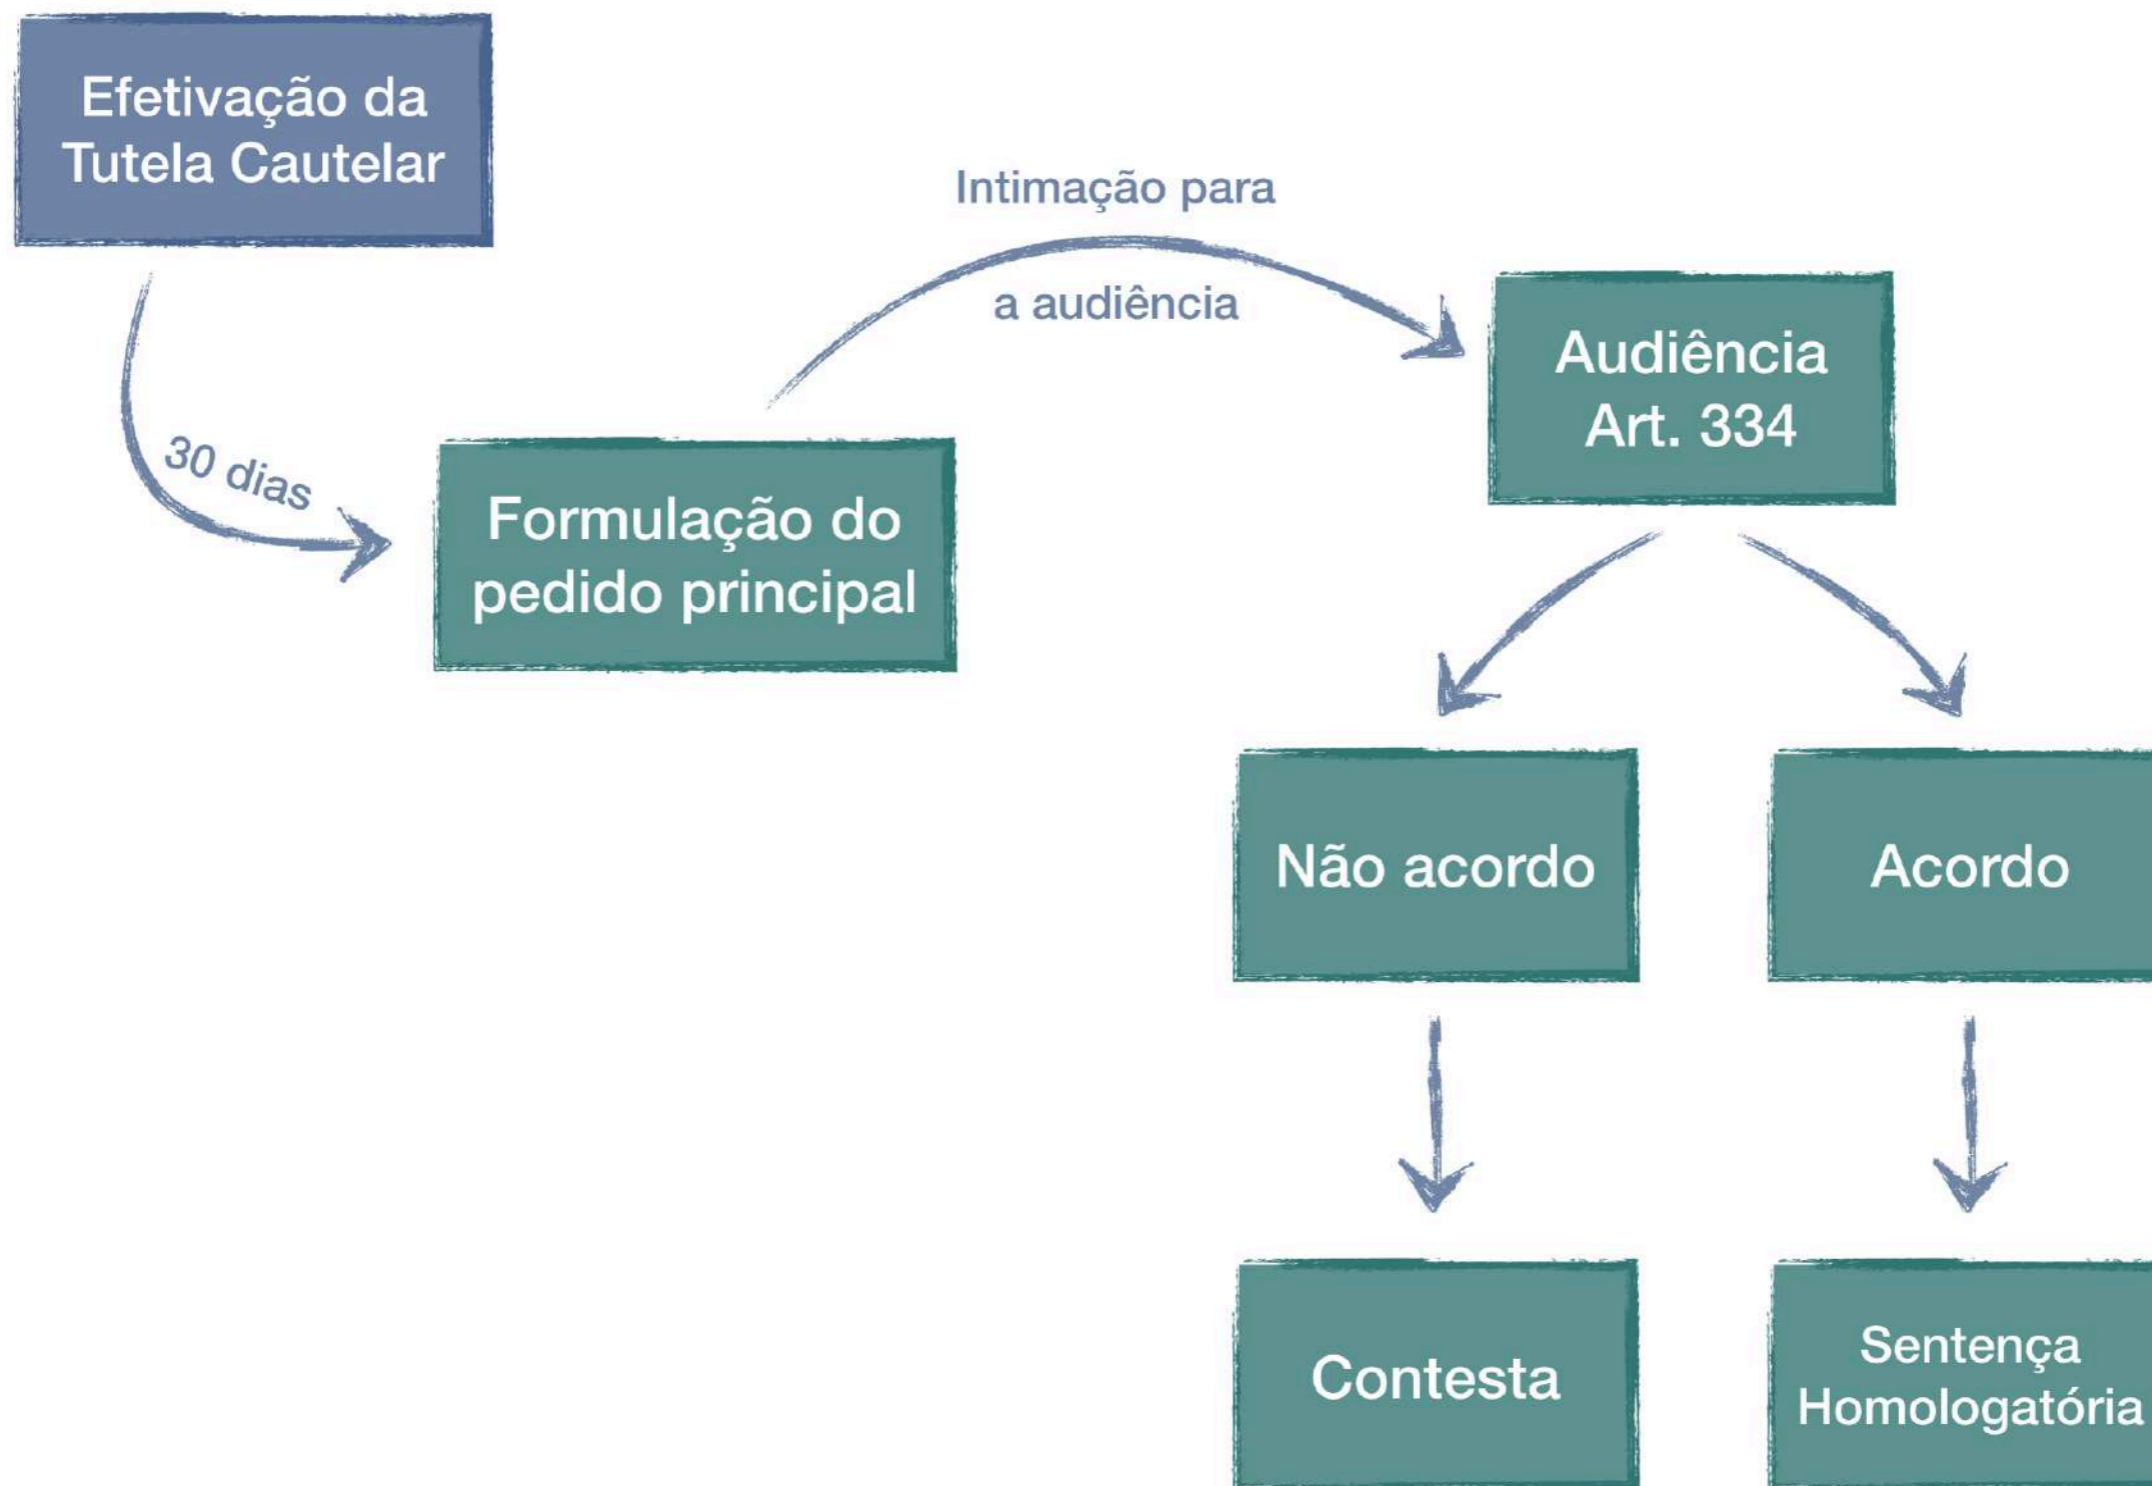 Efetivação da
Tutela Cautelar
30 dias
Formulação do
pedido principal
Intimação para
a audiência
Audiência
Art. 334
Não acordo
Acordo
Contesta
Sentença
Homologatória